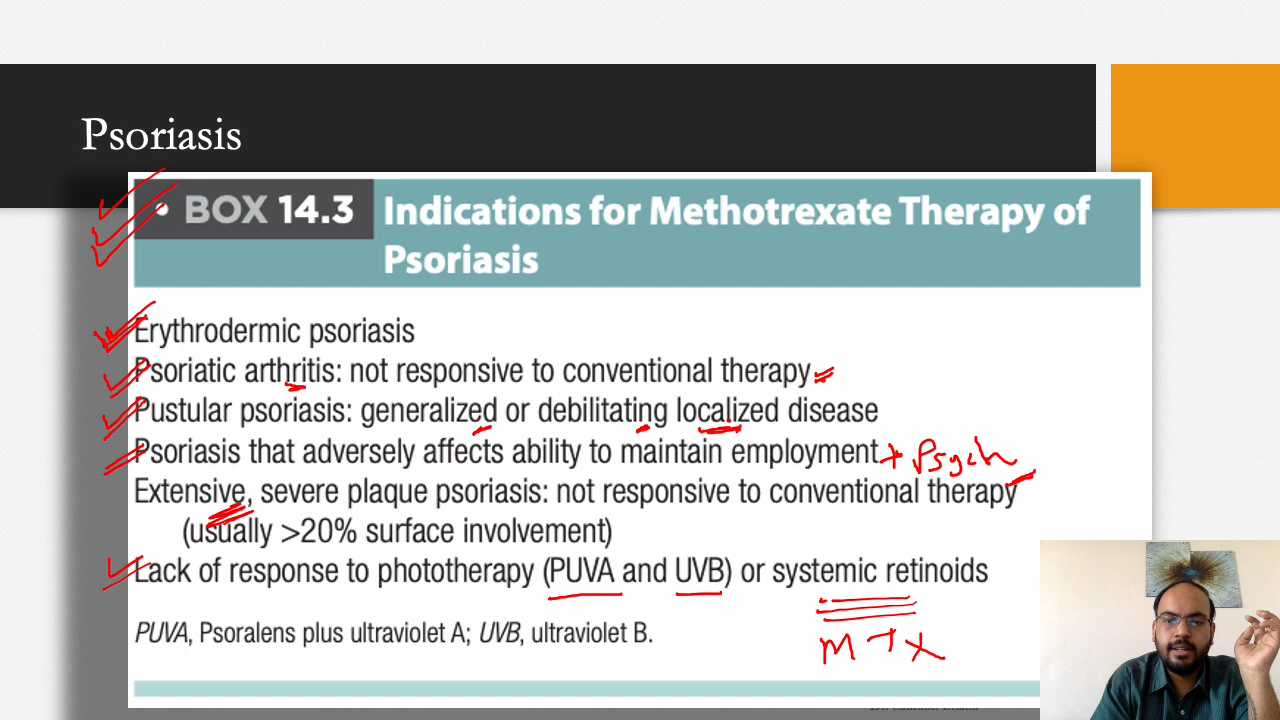 Psoriasis
• BOX 14.3 Indications for Methotrexate Therapy of
Psoriasis
Erythrodermic psoriasis
Psoriatic arthritis: not responsive to conventional therapy
Pustular psoriasis: generalized or debilitating localized disease
Psoriasis that adversely affects ability to maintain employment + Psych
Extensive, severe plaque psoriasis: not responsive to conventional therapy
(usually >20% surface involvement)
Lack of response to phototherapy (PUVA and UVB) or systemic retinoids
MTX
PUVA, Psoralens plus ultraviolet A; UVB, ultraviolet B.